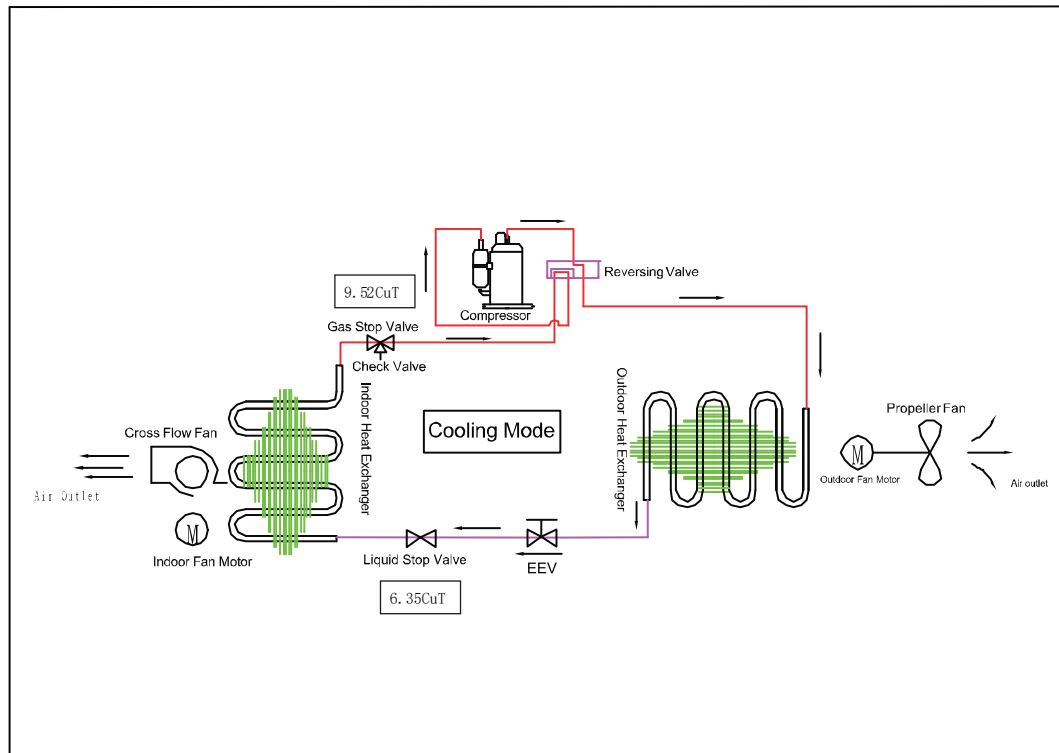 Reversing Valve
9.52CuT
Compressor
Gas Stop Valve
Check Valve
Indoor Heat Exchanger
Outdoor Heat Exchanger
Cooling Mode
Propeller Fan
Cross Flow Fan
M
Outdoor Fan Motor
Air outlet
Air Outlet
M
Indoor Fan Motor
Liquid Stop Valve
EEV
6.35CuT